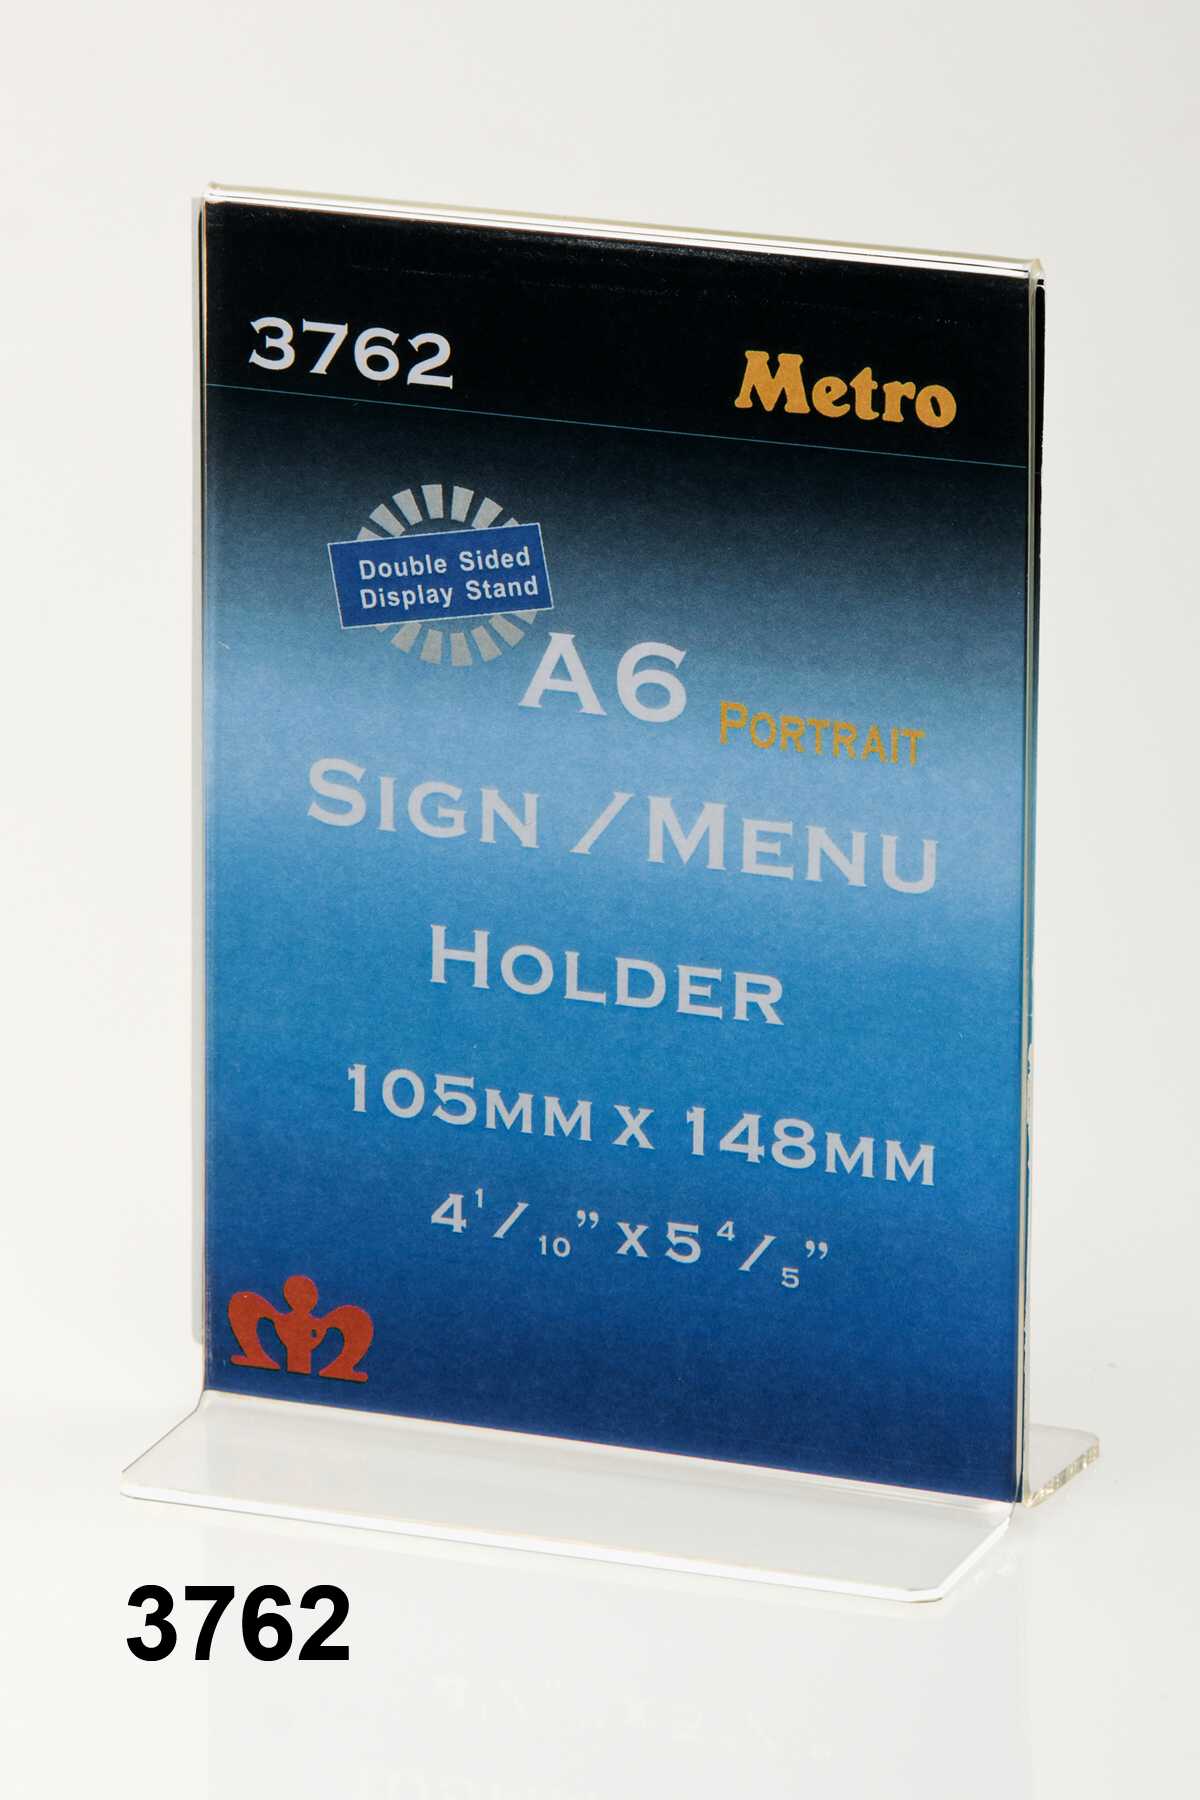 3762
Metro
Double Sided
Display Stand
A6 PORTRAIT
SIGN / MENU
HOLDER
105MM X 148MM
4 1/10" X 5 4/5"
3762